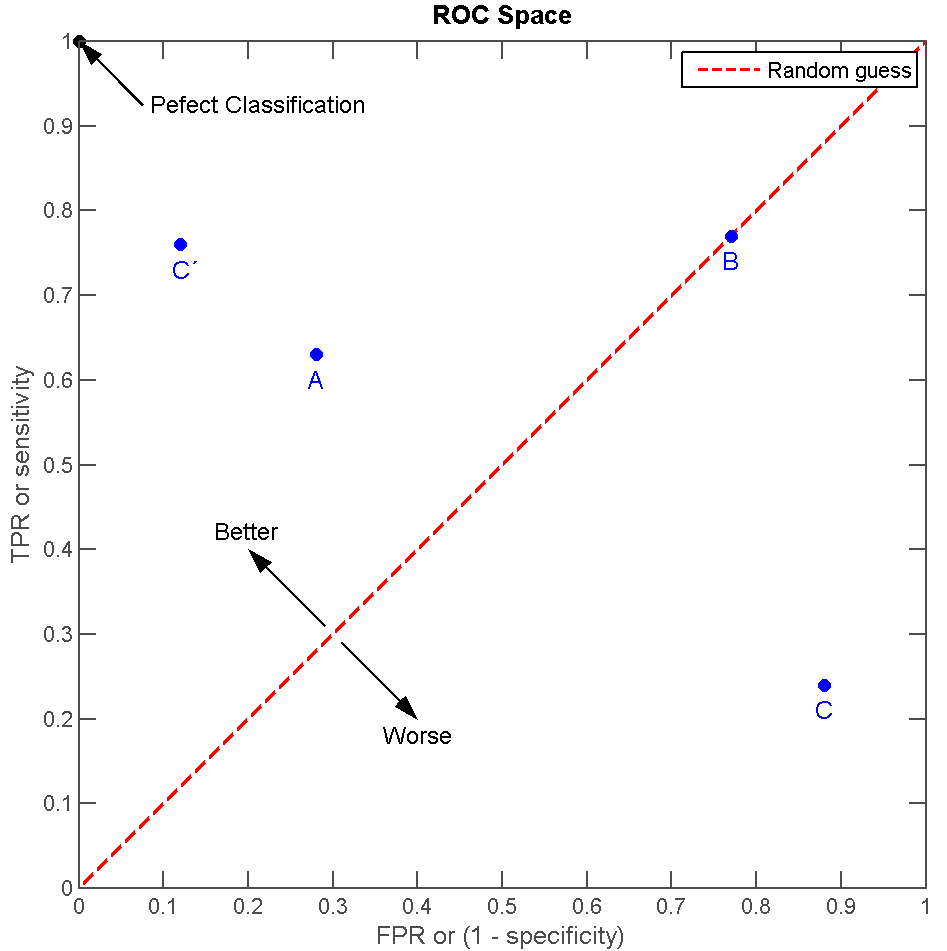 ROC Space
1
Random guess
Pefect Classification
0.9
0.8
C´
B
0.7
A
0.6
TPR or sensitivity
0.5
Better
0.4
0.3
C
0.2
Worse
0.1
0
0 0.1 0.2 0.3 0.4 0.5 0.6 0.7 0.8 0.9 1
FPR or (1 - specificity)